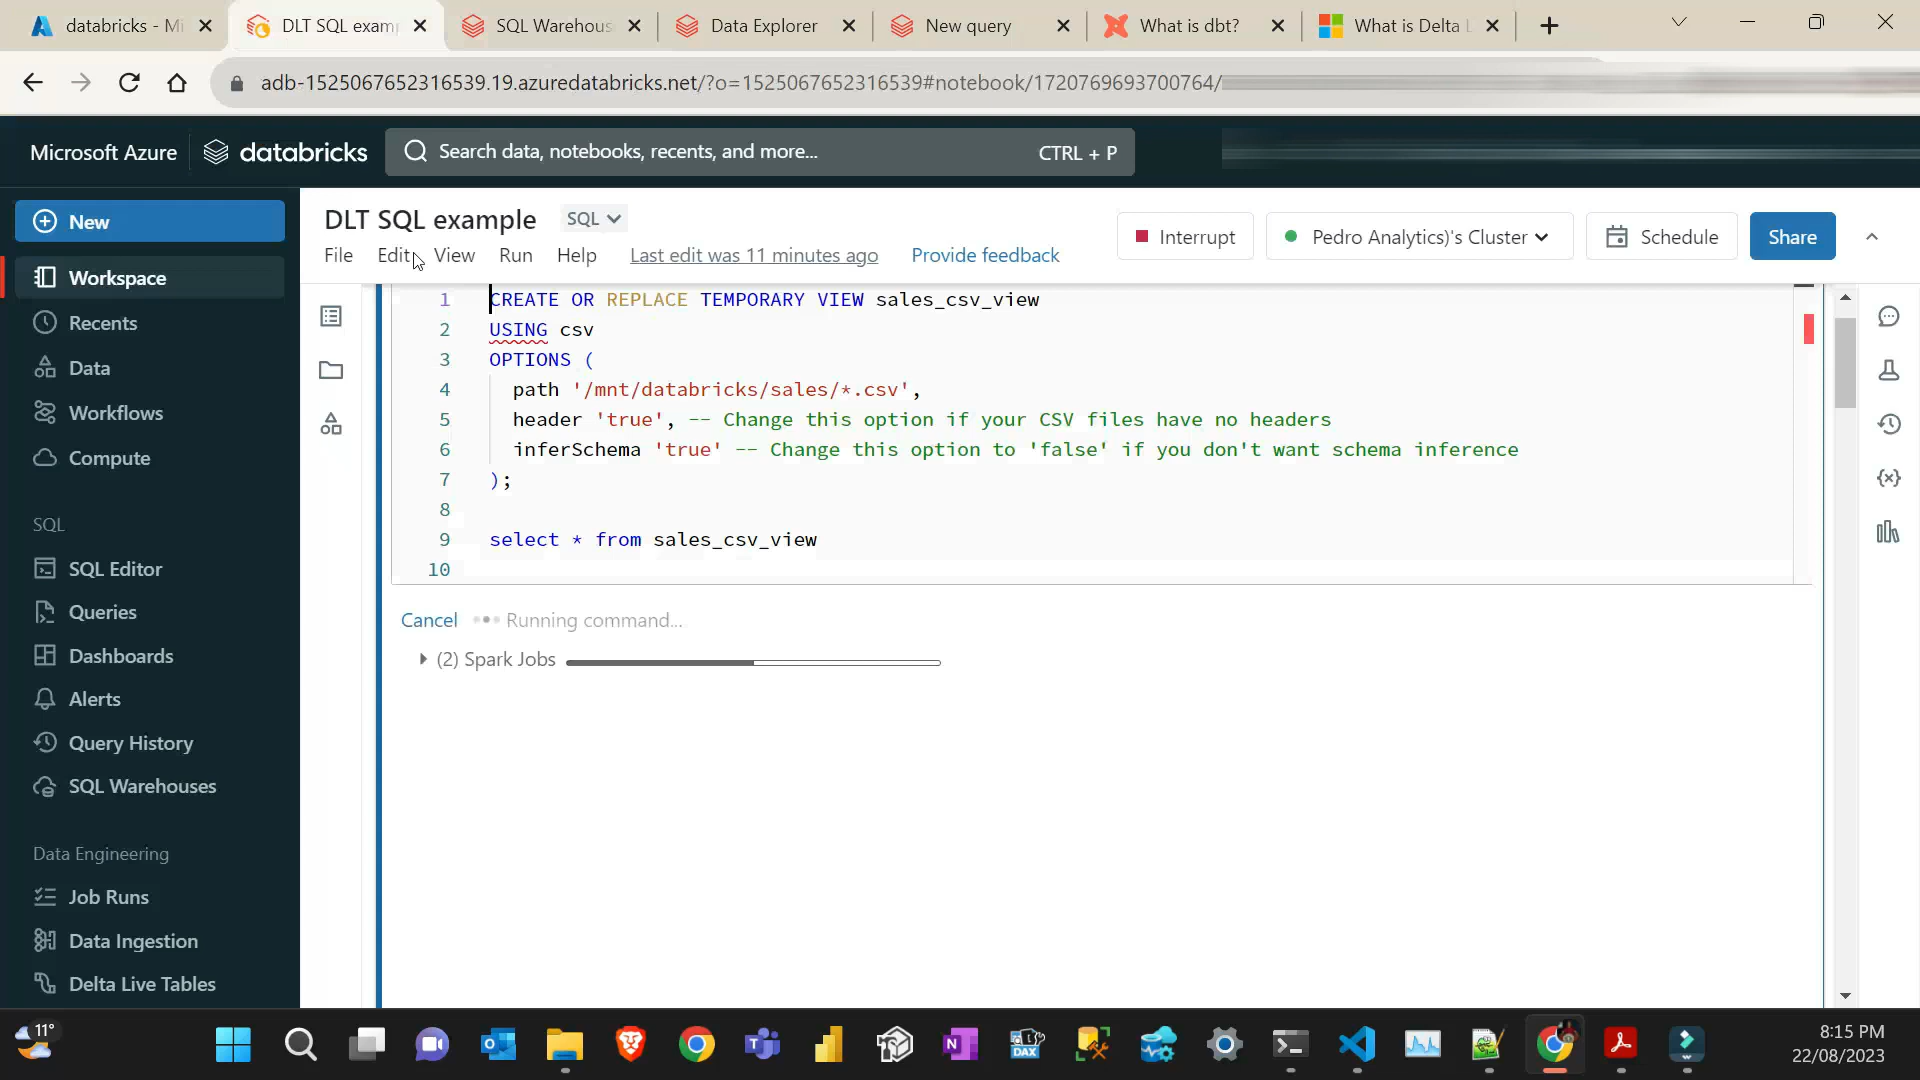 databricks - Mi
DLT SQL examp
SQL Warehous
Data Explorer
New query
What is dbt?
What is Delta L
adb-1525067652316539.19.azuredatabricks.net/?o=1525067652316539#notebook/1720769693700764/
Microsoft Azure
databricks
Search data, notebooks, recents, and more...
CTRL + P
New
Workspace
Recents
Data
Workflows
Compute
SQL
SQL Editor
Queries
Dashboards
Alerts
Query History
SQL Warehouses
Data Engineering
Job Runs
Data Ingestion
Delta Live Tables
DLT SQL example
SQL
File Edit View Run Help Last edit was 11 minutes ago Provide feedback
Interrupt
Pedro Analytics)'s Cluster
Schedule
Share
1 CREATE OR REPLACE TEMPORARY VIEW sales_csv_view
2 USING csv
3 OPTIONS (
4 path '/mnt/databricks/sales/*.csv',
5 header 'true', -- Change this option if your CSV files have no headers
6 inferSchema 'true' -- Change this option to 'false' if you don't want schema inference
7 );
8
9 select * from sales_csv_view
10
Cancel Running command...
(2) Spark Jobs
11°
DAX
8:15 PM
22/08/2023